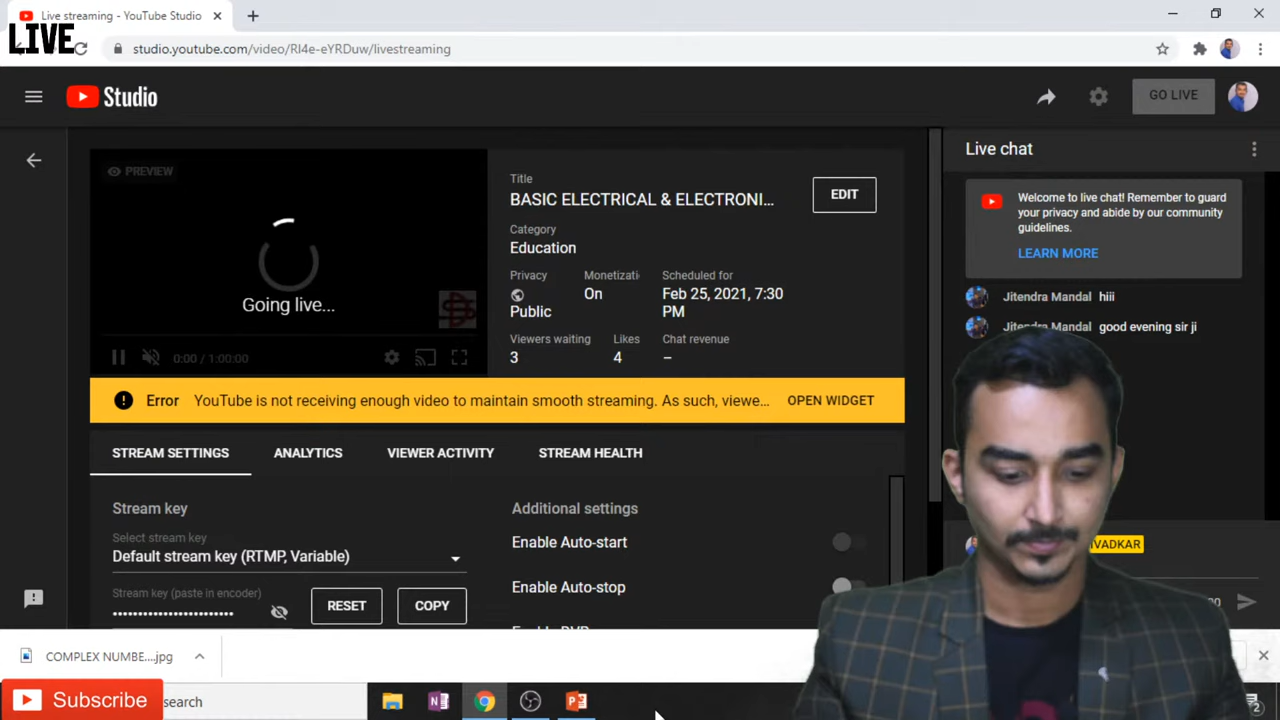 Live streaming - YouTube Studio
LIVE
studio.youtube.com/video/RI4e-eYRDuw/livestreaming
Studio
GO LIVE
PREVIEW
Going live...
0:00 / 1:00:00
Title
BASIC ELECTRICAL & ELECTRONI...
EDIT
Category
Education
Privacy
Public
Monetizati
On
Scheduled for
Feb 25, 2021, 7:30
PM
Viewers waiting
3
Likes
4
Chat revenue
–
Error YouTube is not receiving enough video to maintain smooth streaming. As such, viewe... OPEN WIDGET
STREAM SETTINGS ANALYTICS VIEWER ACTIVITY STREAM HEALTH
Stream key
Select stream key
Default stream key (RTMP, Variable)
Stream key (paste in encoder)
RESET COPY
Additional settings
Enable Auto-start
Enable Auto-stop
Live chat
Welcome to live chat! Remember to guard
your privacy and abide by our community
guidelines.
LEARN MORE
Jitendra Mandal hiii
Jitendra Mandal good evening sir ji
IVADKAR
COMPLEX NUMBE....jpg
Subscribe
search
2